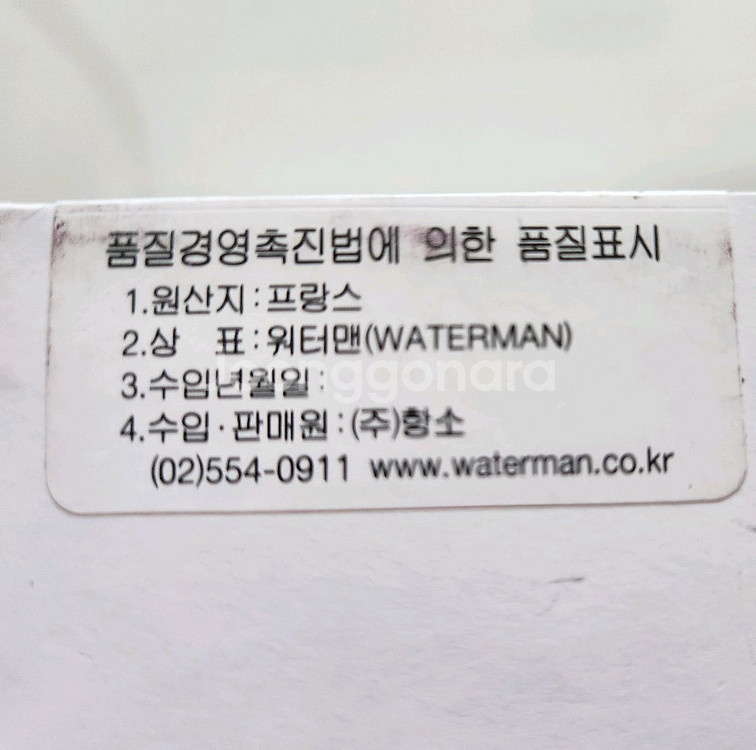 품질경영촉진법에 의한 품질표시
1.원산지:프랑스
2.상 표:워터맨(WATERMAN)
3.수입년월일:
4.수입·판매원:(주)항소
(02)554-0911 www.waterman.co.kr
joonggonara